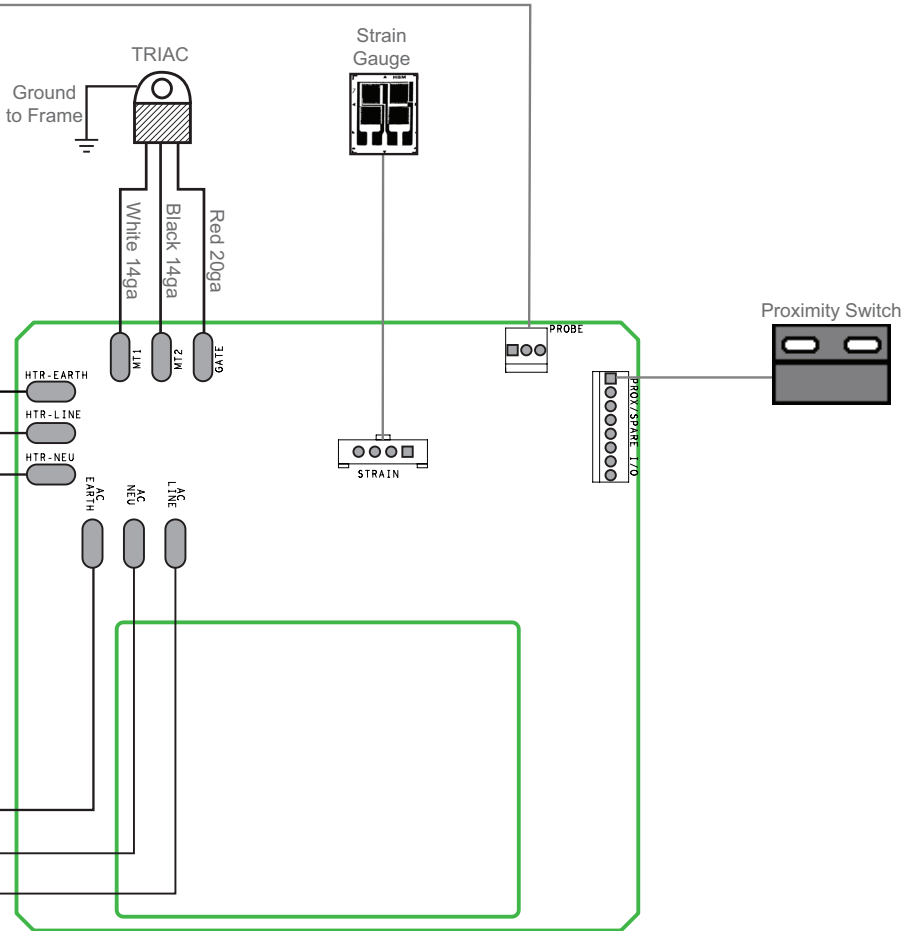 Strain
Gauge
TRIAC
Ground
to Frame
White 14ga
Black 14ga
Red 20ga
Proximity Switch
PROBE
MT1
MT2
GATE
HTR-EARTH
HTR-LINE
HTR-NEU
PROX/SPARE I/O
STRAIN
AC
EARTH
AC
NEU
AC
LINE
HBM